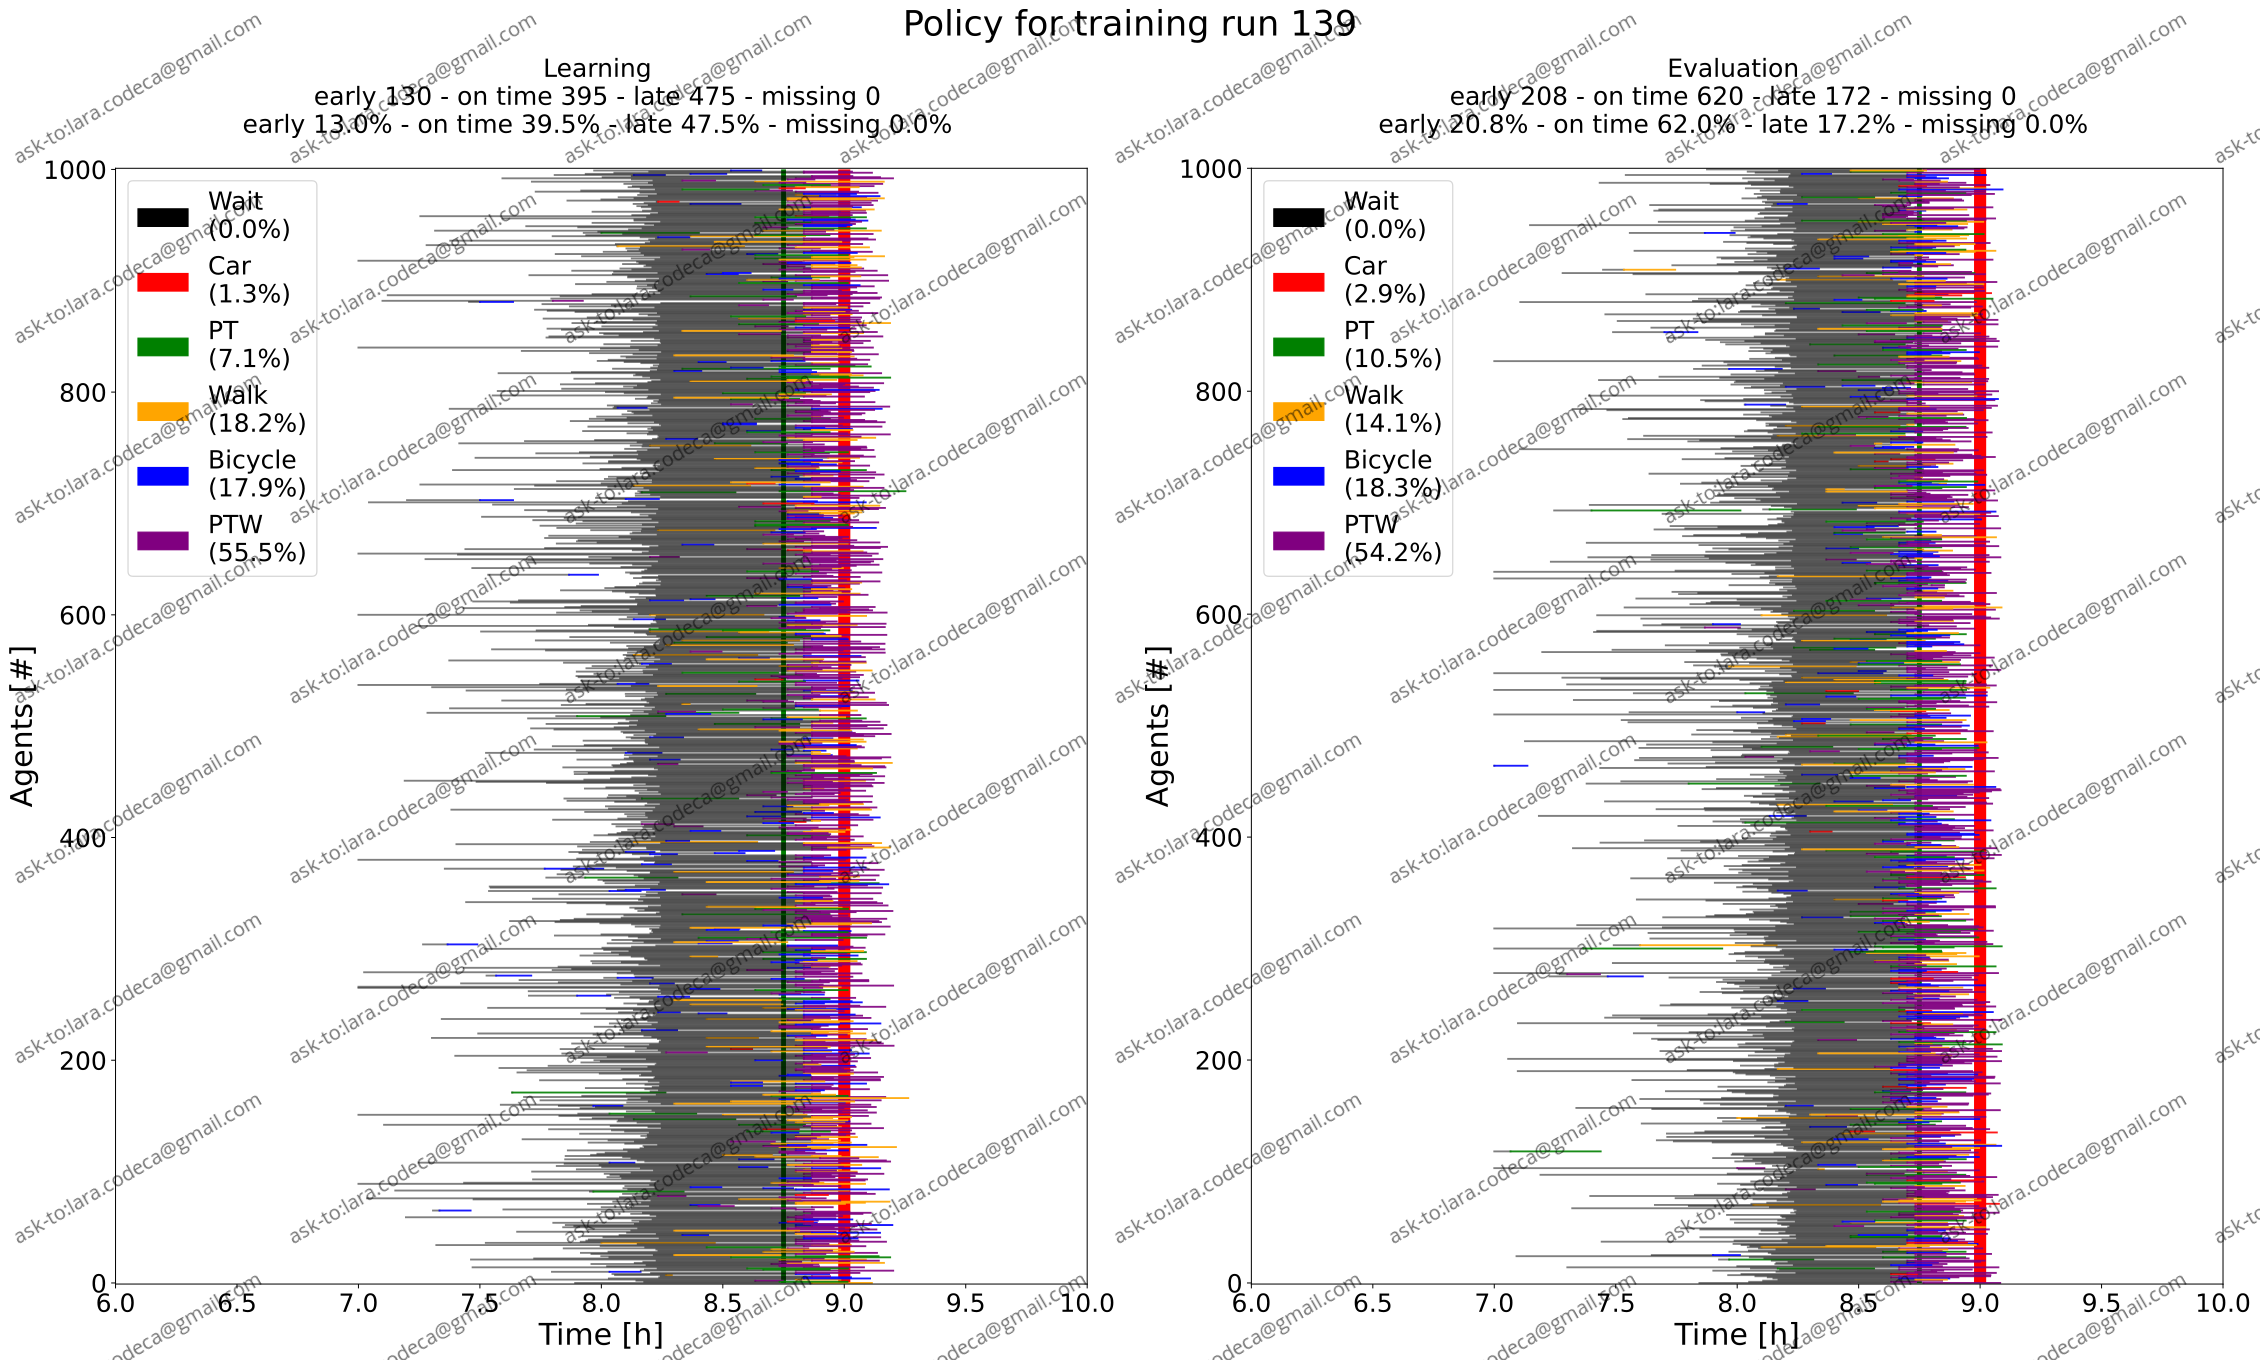 Policy for training run 139
Learning
early 130 - on time 395 - late 475 - missing 0
early 13.0% - on time 39.5% - late 47.5% - missing 0.0%
1000
800
600
400
200
0
Agents [#]
Wait
(0.0%)
Car
(1.3%)
PT
(7.1%)
Walk
(18.2%)
Bicycle
(17.9%)
PTW
(55.5%)
6.0 6.5 7.0 7.5 8.0 8.5 9.0 9.5 10.0
Time [h]
Evaluation
early 208 - on time 620 - late 172 - missing 0
early 20.8% - on time 62.0% - late 17.2% - missing 0.0%
1000
800
600
400
200
0
Agents [#]
Wait
(0.0%)
Car
(2.9%)
PT
(10.5%)
Walk
(14.1%)
Bicycle
(18.3%)
PTW
(54.2%)
6.0 6.5 7.0 7.5 8.0 8.5 9.0 9.5 10.0
Time [h]
ask-to:lara.codeca@gmail.com